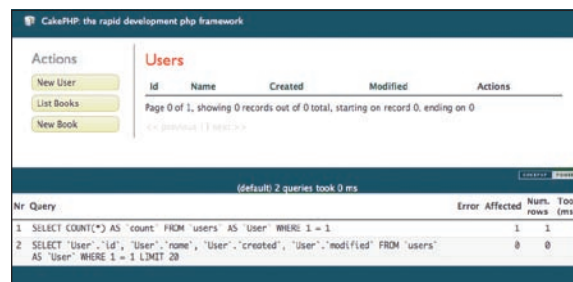 CakePHP: the rapid development php framework
Actions
New User
List Books
New Book
Users
Id Name Created Modified Actions
Page 0 of 1, showing 0 records out of 0 total, starting on record 0, ending on 0
<< previous | | next >>
(default) 2 queries took 0 ms
Nr Query Error Affected Num. rows Too (ms
1 SELECT COUNT(*) AS `count` FROM `users` AS `User` WHERE 1 = 1 1 1
2 SELECT `User`.`id`, `User`.`name`, `User`.`created`, `User`.`modified` FROM `users`
AS `User` WHERE 1 = 1 LIMIT 20 0 0